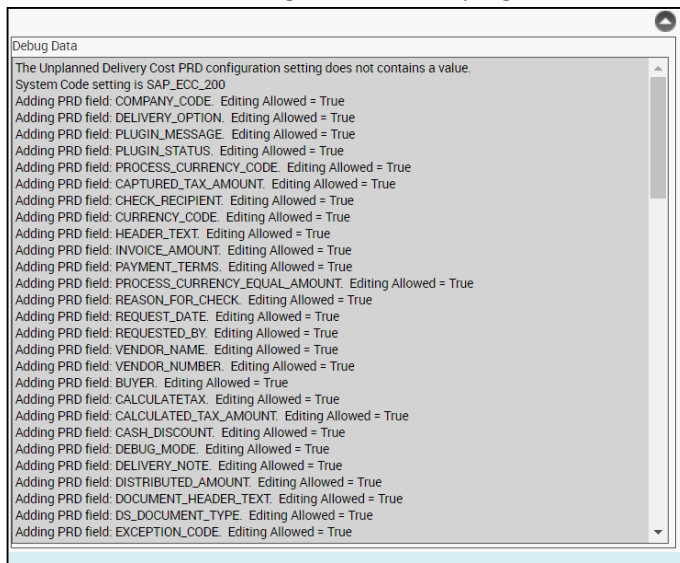 Debug Data
The Unplanned Delivery Cost PRD configuration setting does not contains a value.
System Code setting is SAP_ECC_200
Adding PRD field: COMPANY_CODE.  Editing Allowed = True
Adding PRD field: DELIVERY_OPTION.  Editing Allowed = True
Adding PRD field: PLUGIN_MESSAGE.  Editing Allowed = True
Adding PRD field: PLUGIN_STATUS.  Editing Allowed = True
Adding PRD field: PROCESS_CURRENCY_CODE.  Editing Allowed = True
Adding PRD field: CAPTURED_TAX_AMOUNT.  Editing Allowed = True
Adding PRD field: CHECK_RECIPIENT.  Editing Allowed = True
Adding PRD field: CURRENCY_CODE.  Editing Allowed = True
Adding PRD field: HEADER_TEXT.  Editing Allowed = True
Adding PRD field: INVOICE_AMOUNT.  Editing Allowed = True
Adding PRD field: PAYMENT_TERMS.  Editing Allowed = True
Adding PRD field: PROCESS_CURRENCY_EQUAL_AMOUNT.  Editing Allowed = True
Adding PRD field: REASON_FOR_CHECK.  Editing Allowed = True
Adding PRD field: REQUEST_DATE.  Editing Allowed = True
Adding PRD field: REQUESTED_BY.  Editing Allowed = True
Adding PRD field: VENDOR_NAME.  Editing Allowed = True
Adding PRD field: VENDOR_NUMBER.  Editing Allowed = True
Adding PRD field: BUYER.  Editing Allowed = True
Adding PRD field: CALCULATETAX.  Editing Allowed = True
Adding PRD field: CALCULATED_TAX_AMOUNT.  Editing Allowed = True
Adding PRD field: CASH_DISCOUNT.  Editing Allowed = True
Adding PRD field: DEBUG_MODE.  Editing Allowed = True
Adding PRD field: DELIVERY_NOTE.  Editing Allowed = True
Adding PRD field: DISTRIBUTED_AMOUNT.  Editing Allowed = True
Adding PRD field: DOCUMENT_HEADER_TEXT.  Editing Allowed = True
Adding PRD field: DS_DOCUMENT_TYPE.  Editing Allowed = True
Adding PRD field: EXCEPTION_CODE.  Editing Allowed = True